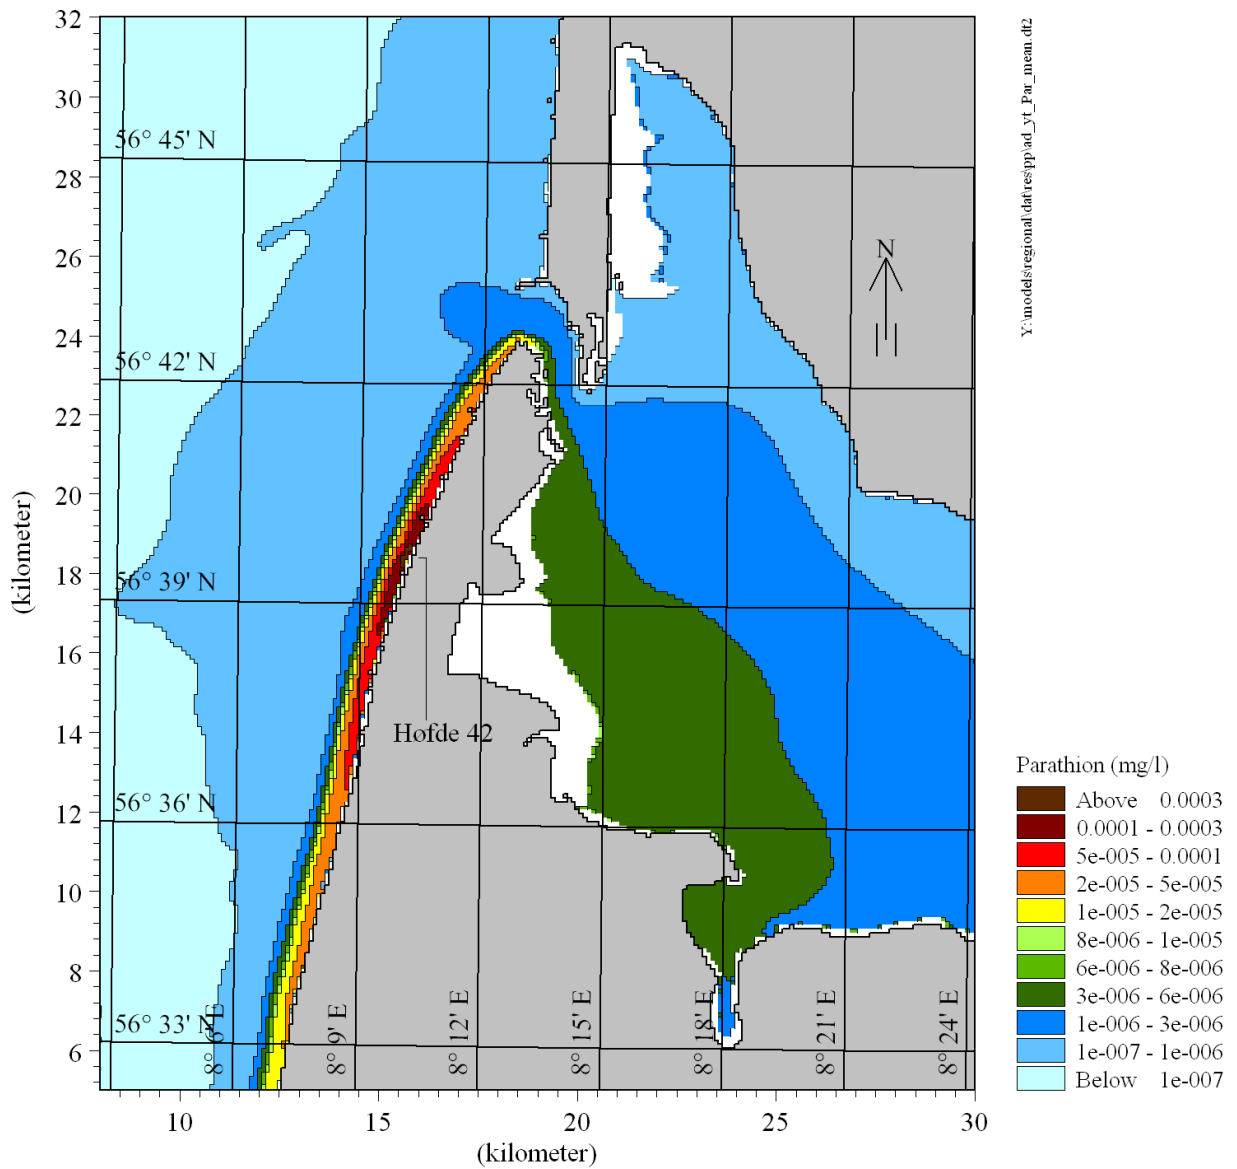 32
30
28
26
24
22
20
18
16
14
12
10
8
6
(kilometer)
56° 45' N
56° 42' N
56° 39' N
56° 36' N
56° 33' N
N
Høfde 42
8° 6' E
8° 9' E
8° 12' E
8° 15' E
8° 18' E
8° 21' E
8° 24' E
10
15
20
25
30
(kilometer)
Y:\models\regional\dat\res\pp\ad_yt_Par_mean.dt2
Parathion (mg/l)
Above 0.0003
0.0001 - 0.0003
5e-005 - 0.0001
2e-005 - 5e-005
1e-005 - 2e-005
8e-006 - 1e-005
6e-006 - 8e-006
3e-006 - 6e-006
1e-006 - 3e-006
1e-007 - 1e-006
Below 1e-007